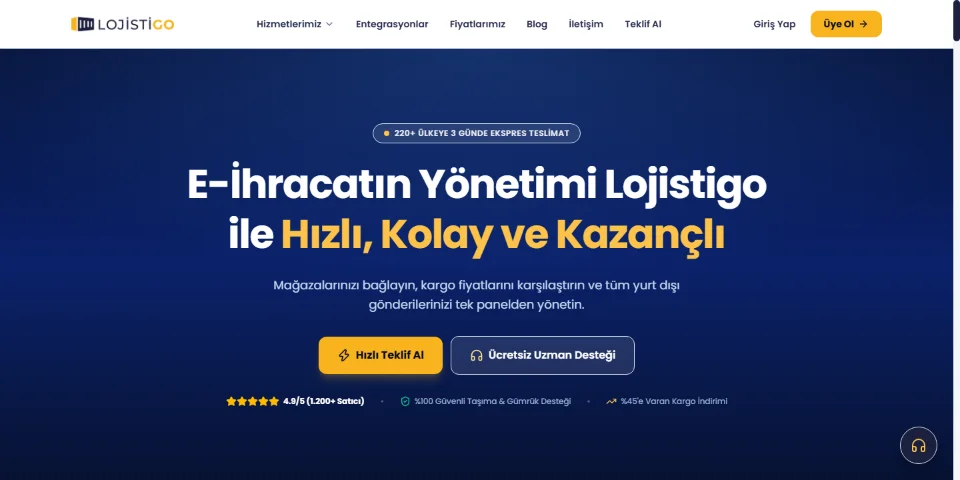 LOJİSTİGO
Hizmetlerimiz
Entegrasyonlar
Fiyatlarımız
Blog
İletişim
Teklif Al
Giriş Yap
Üye Ol →
220+ ÜLKEYE 3 GÜNDE EKSPRES TESLİMAT
E-İhracatın Yönetimi Lojistigo
ile Hızlı, Kolay ve Kazançlı
Mağazalarınızı bağlayın, kargo fiyatlarını karşılaştırın ve tüm yurt dışı
gönderilerinizi tek panelden yönetin.
Hızlı Teklif Al
Ücretsiz Uzman Desteği
4.9/5 (1.200+ Satıcı)
%100 Güvenli Taşıma & Gümrük Desteği
%45'e Varan Kargo İndirimi